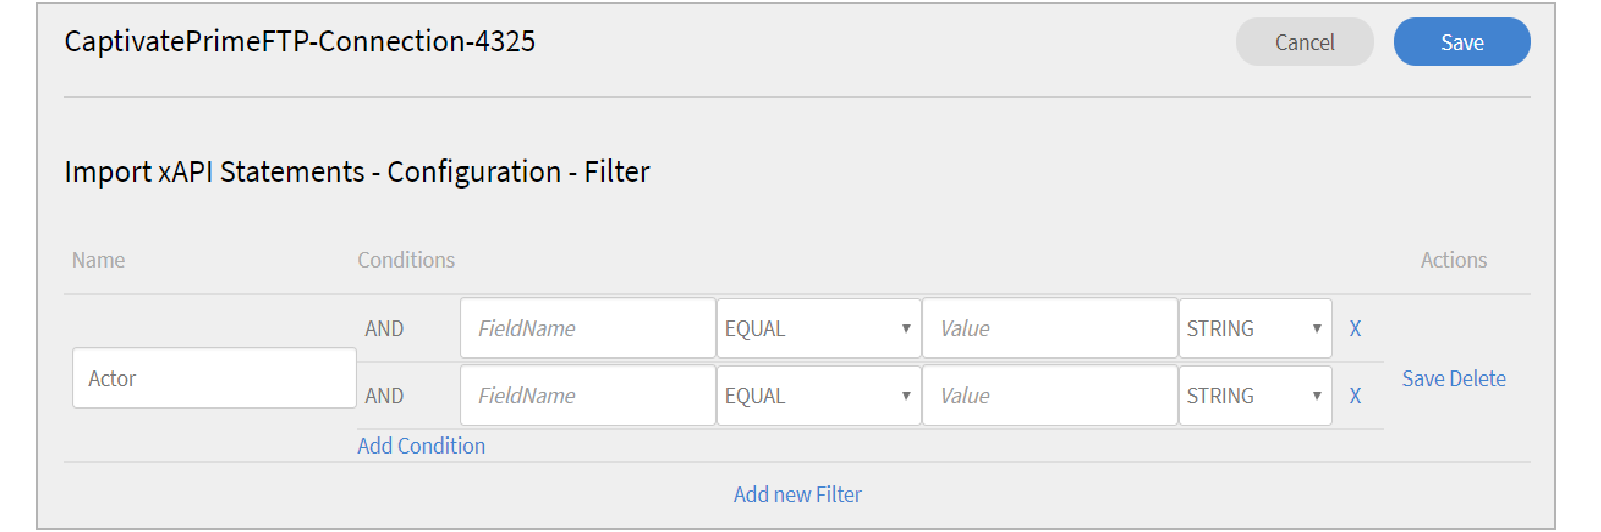 CaptivatePrimeFTP-Connection-4325 Cancel Save
Import xAPI Statements - Configuration - Filter
Name Conditions Actions
AND FieldName EQUAL Value STRING X
Actor Save Delete
AND FieldName EQUAL Value STRING X
Add Condition
Add new Filter